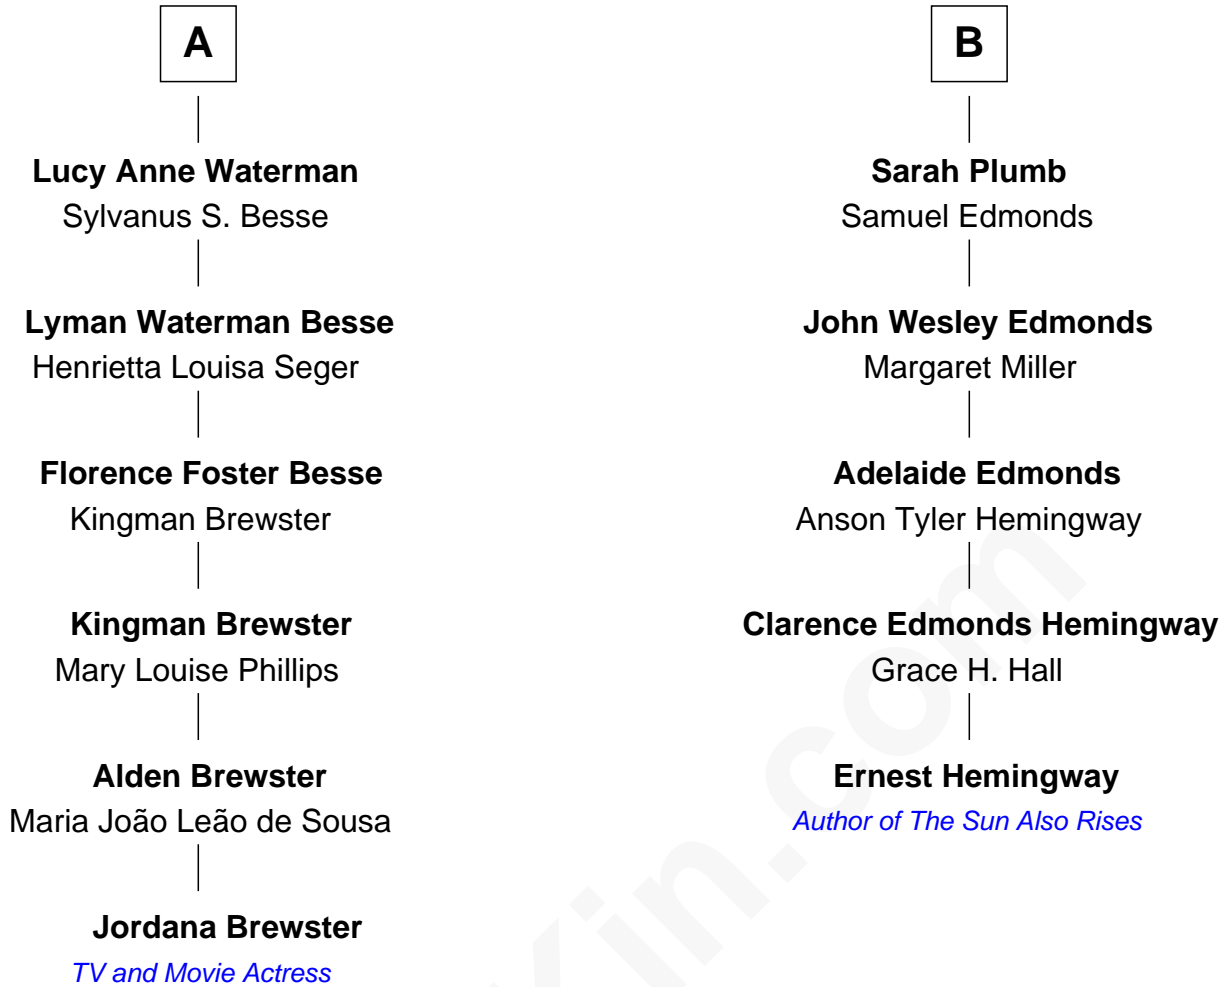 A
Lucy Anne Waterman
Sylvanus S. Besse
Lyman Waterman Besse
Henrietta Louisa Seger
Florence Foster Besse
Kingman Brewster
Kingman Brewster
Mary Louise Phillips
Alden Brewster
Maria João Leão de Sousa
Jordana Brewster
TV and Movie Actress
B
Sarah Plumb
Samuel Edmonds
John Wesley Edmonds
Margaret Miller
Adelaide Edmonds
Anson Tyler Hemingway
Clarence Edmonds Hemingway
Grace H. Hall
Ernest Hemingway
Author of The Sun Also Rises
Kin.com